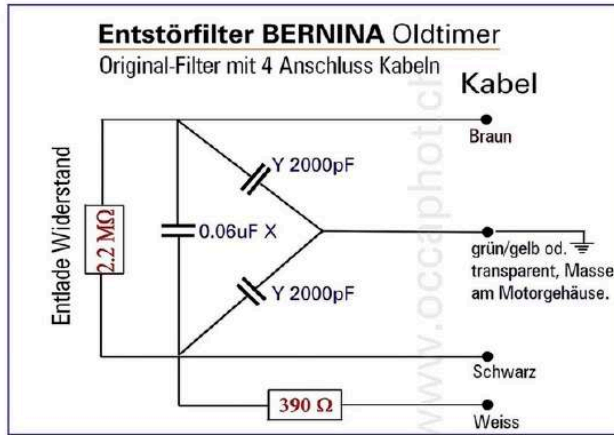 Entstörfilter BERNINA Oldtimer
Original-Filter mit 4 Anschluss Kabeln
Kabel
Braun
Y 2000pF
Entlade Widerstand
2.2 MΩ
0.06uF X
grün/gelb od.
transparent, Masse
am Motorgehäuse.
Y 2000pF
Schwarz
390 Ω
Weiss
www.occaphot.ch